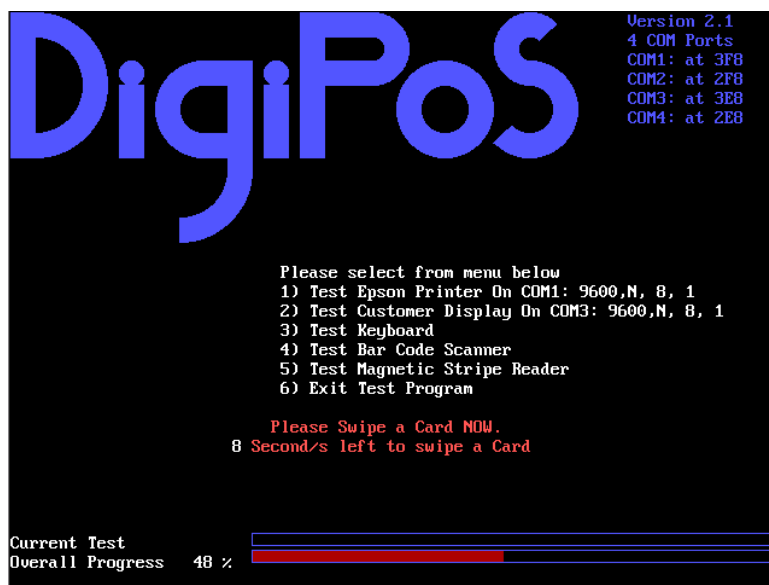 DigiPoS
Version 2.1
4 COM Ports
COM1: at 3F8
COM2: at 2F8
COM3: at 3E8
COM4: at 2E8
Please select from menu below
1) Test Epson Printer On COM1: 9600,N, 8, 1
2) Test Customer Display On COM3: 9600,N, 8, 1
3) Test Keyboard
4) Test Bar Code Scanner
5) Test Magnetic Stripe Reader
6) Exit Test Program
Please Swipe a Card NOW.
8 Second/s left to swipe a Card
Current Test
Overall Progress 48 %